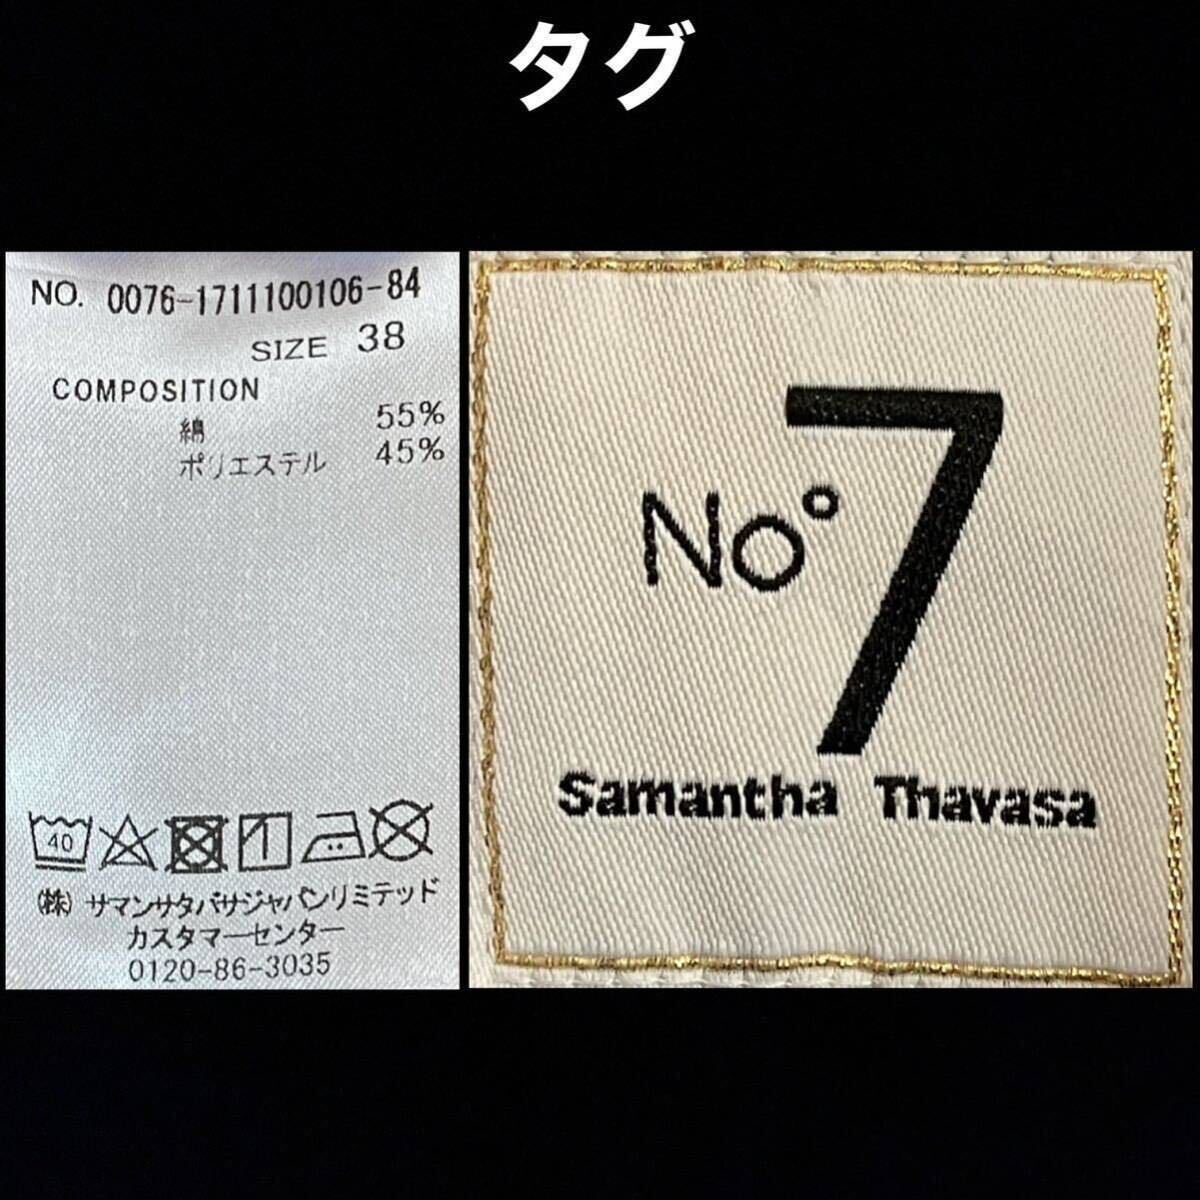 タグ
NO. 0076-1711100106-84
SIZE 38
COMPOSITION
綿 55%
ポリエステル 45%
40
(株) サマンサタバサジャパンリミテッド
カスタマーセンター
0120-86-3035
No° 7
Samantha Thavasa